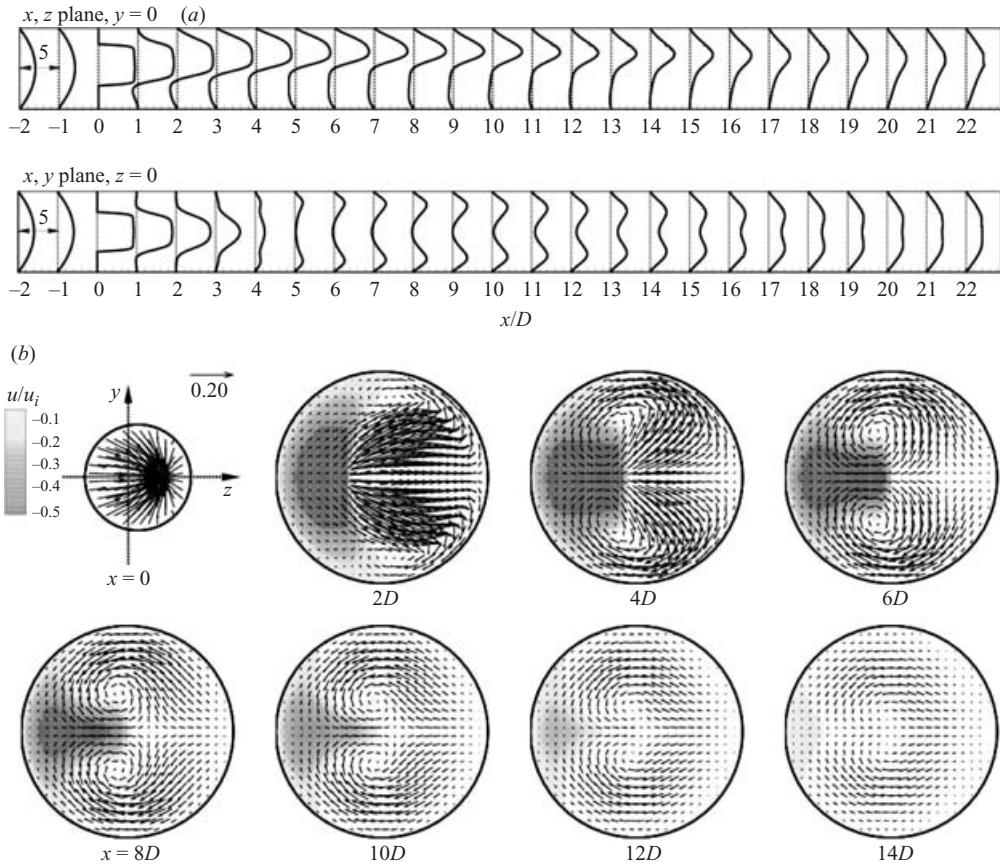 x, z plane, y = 0 (a)
5
–2 –1 0 1 2 3 4 5 6 7 8 9 10 11 12 13 14 15 16 17 18 19 20 21 22
x, y plane, z = 0
5
–2 –1 0 1 2 3 4 5 6 7 8 9 10 11 12 13 14 15 16 17 18 19 20 21 22
x/D
(b)
u/u_i
–0.1
–0.2
–0.3
–0.4
–0.5
y
0.20
z
x = 0
2D
4D
6D
x = 8D
10D
12D
14D